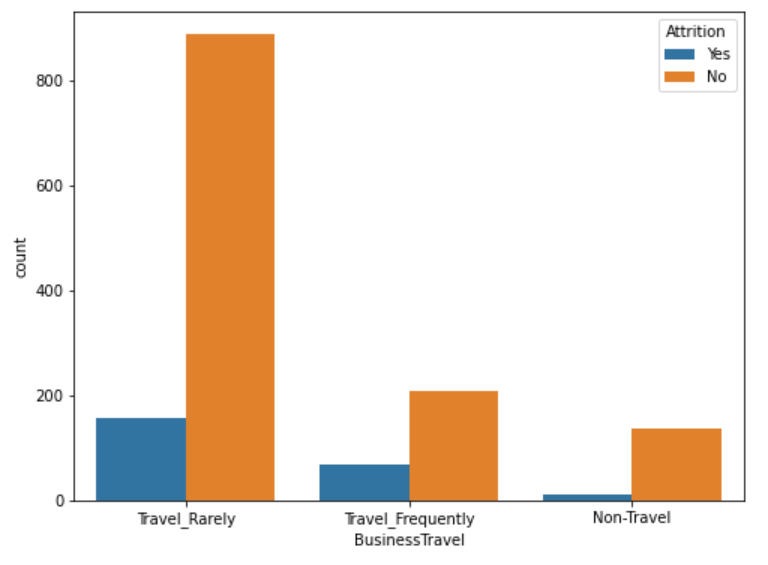 Attrition
Yes
No
800
600
400
200
0
count
Travel_Rarely
Travel_Frequently
Non-Travel
BusinessTravel